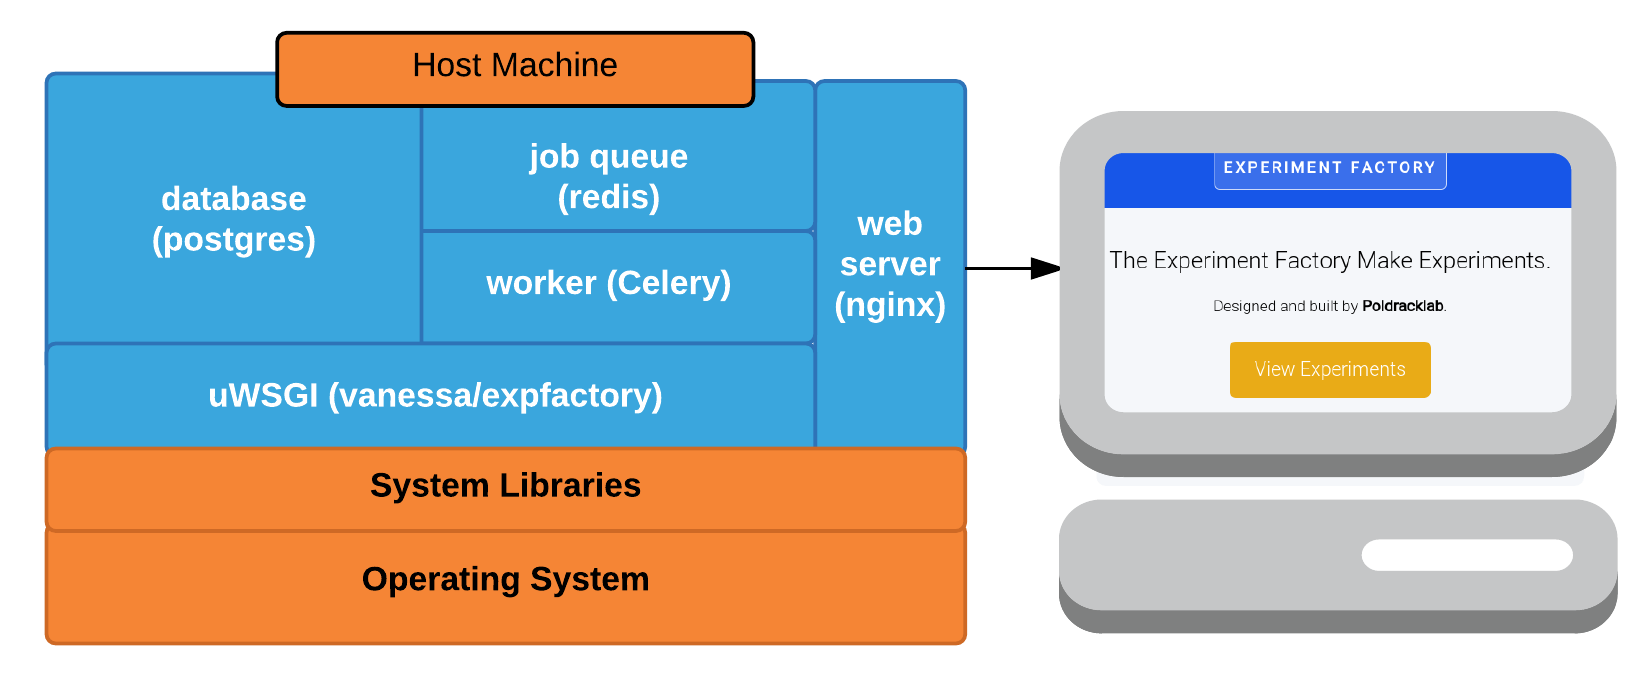 Host Machine
database
(postgres)
job queue
(redis)
worker (Celery)
web
server
(nginx)
uWSGI (vanessa/expfactory)
System Libraries
Operating System
EXPERIMENT FACTORY
The Experiment Factory Make Experiments.
Designed and built by Poldracklab.
View Experiments